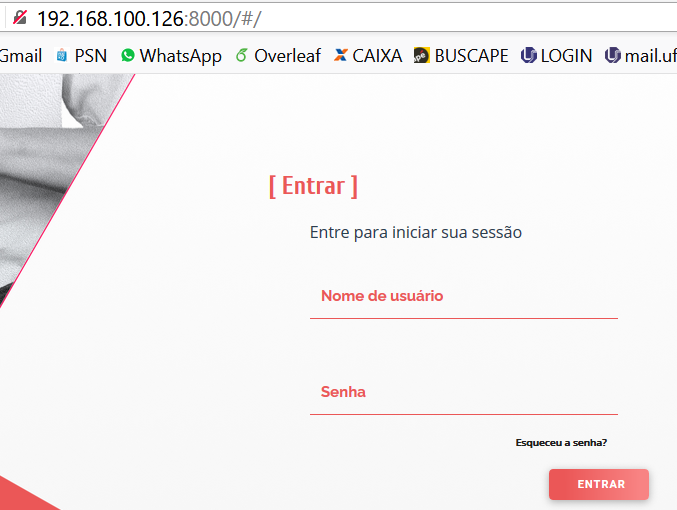 192.168.100.126:8000/#/
Gmail PSN WhatsApp Overleaf CAIXA BUSCAPE LOGIN mail.uf
[ Entrar ]
Entre para iniciar sua sessão
Nome de usuário
Senha
Esqueceu a senha?
ENTRAR